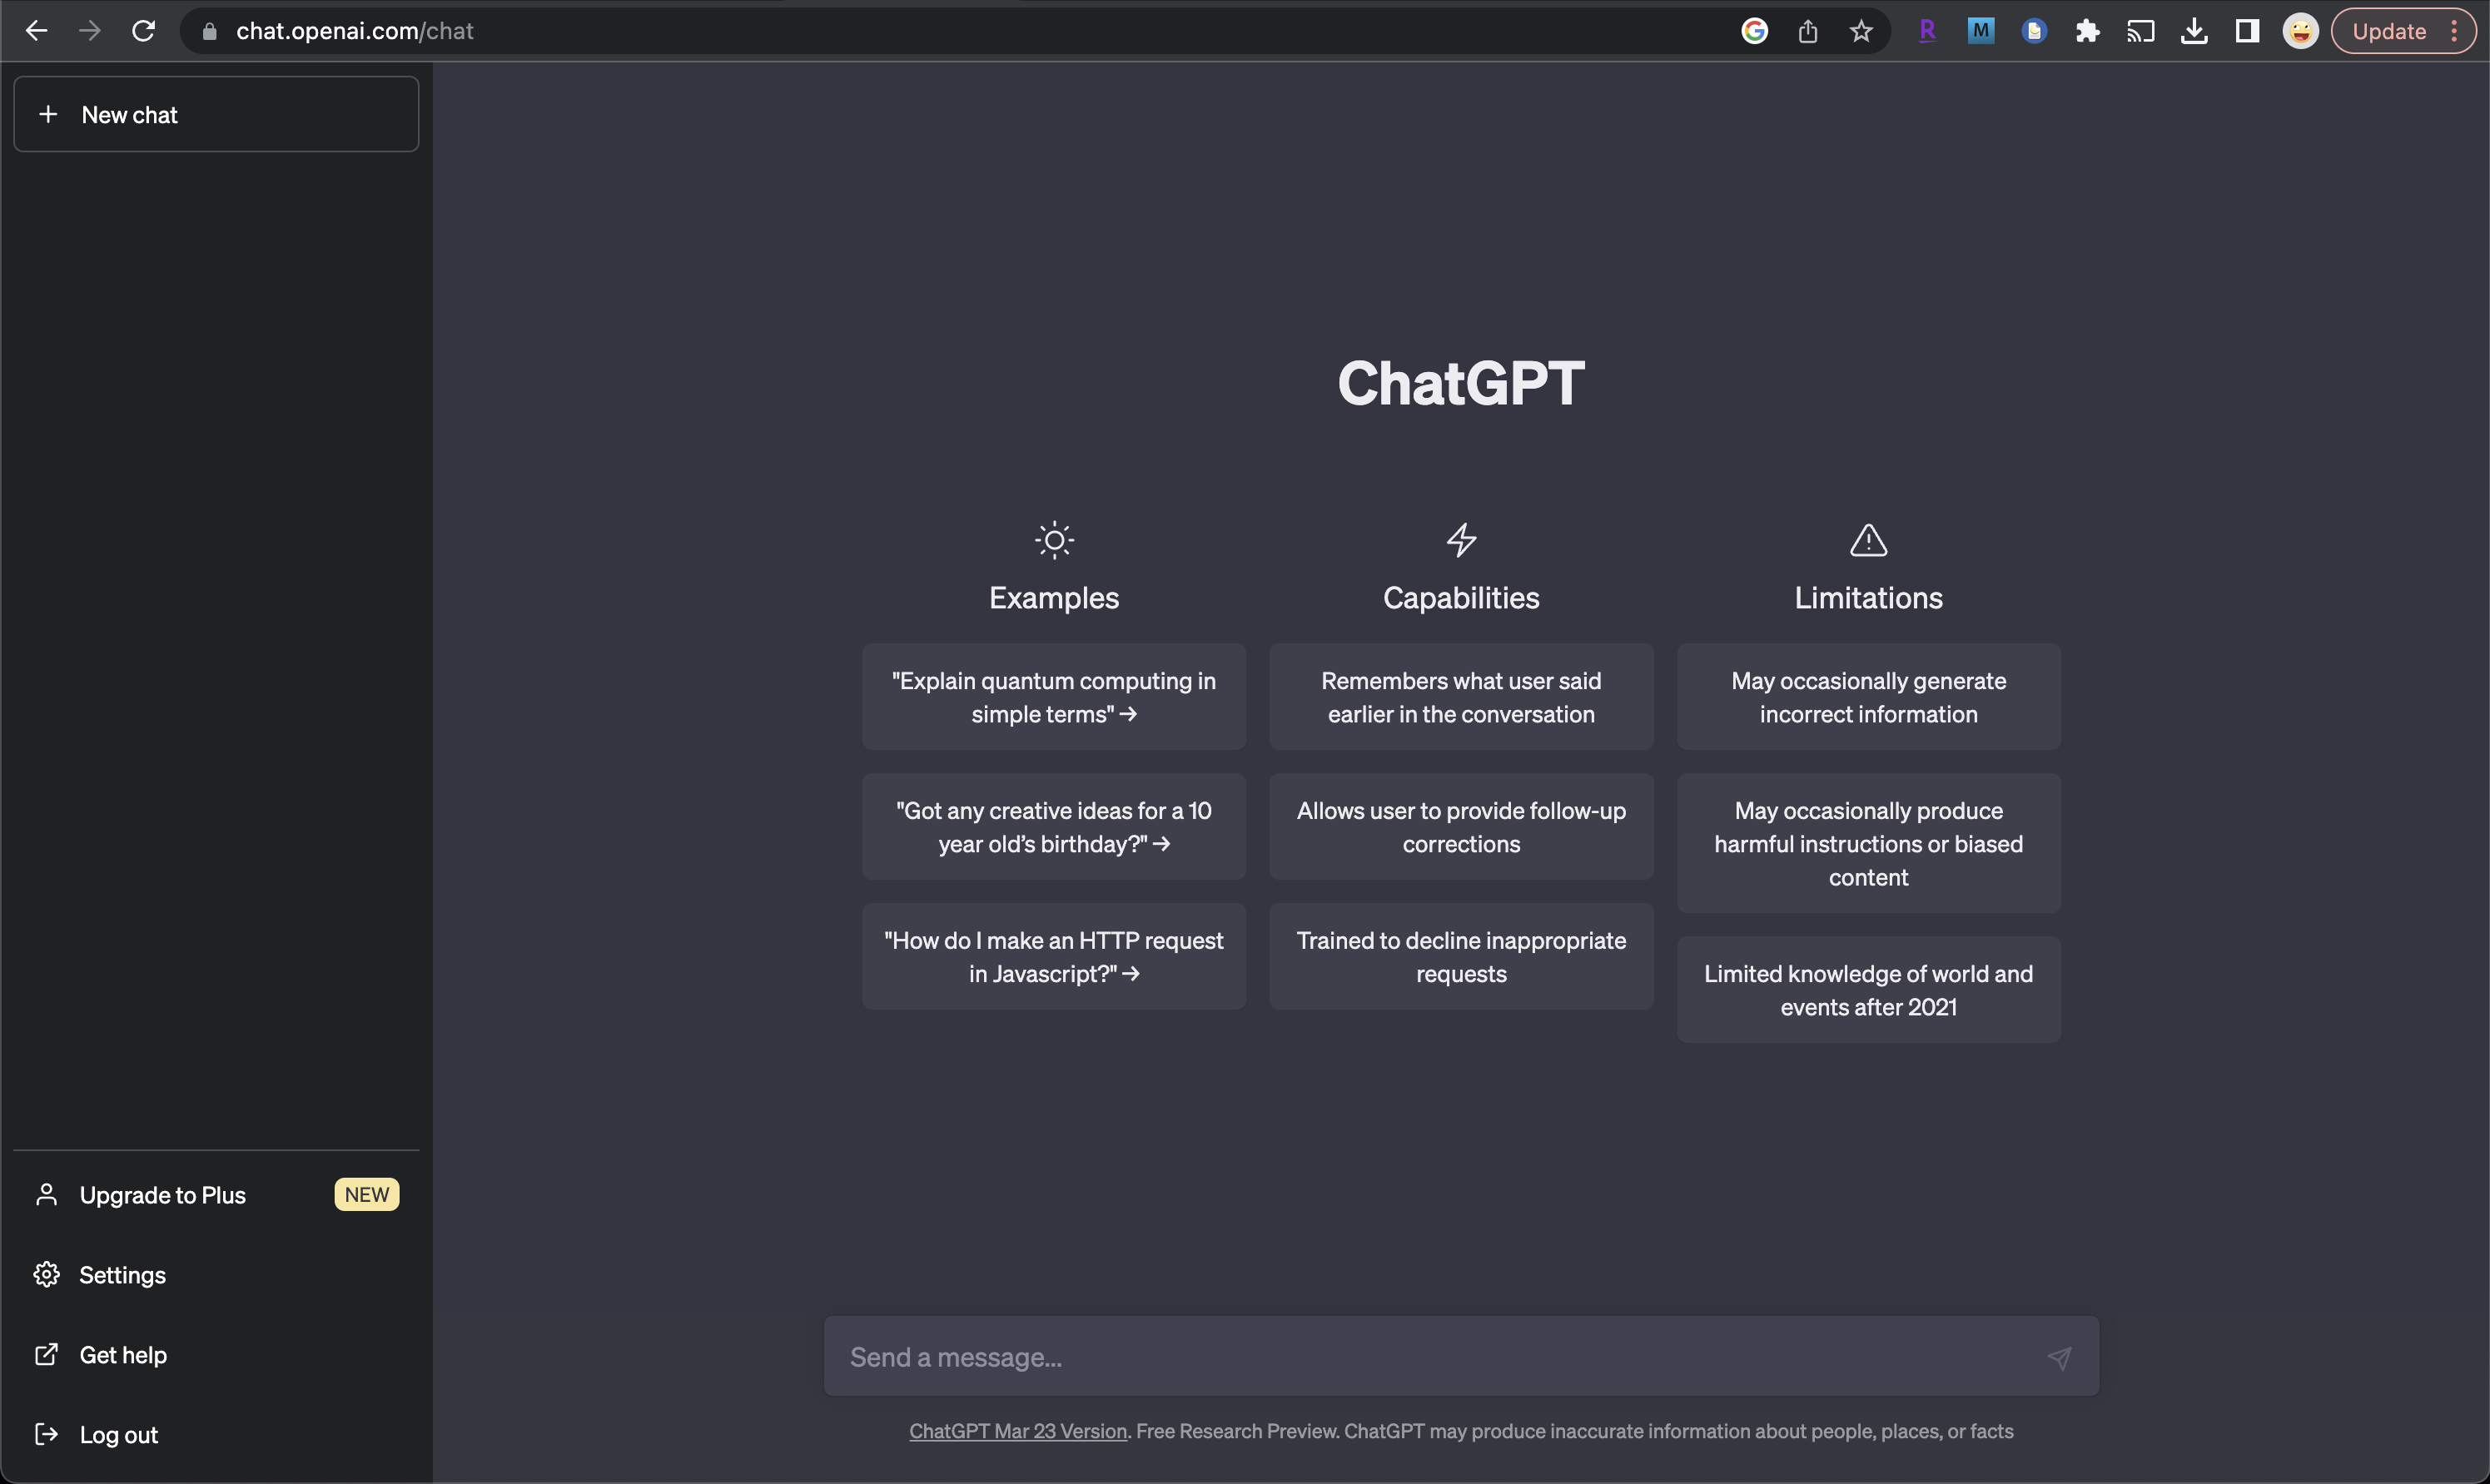 chat.openai.com/chat
R
M
Update
New chat
ChatGPT
Examples
"Explain quantum computing in
simple terms" →
"Got any creative ideas for a 10
year old’s birthday?" →
"How do I make an HTTP request
in Javascript?" →
Capabilities
Remembers what user said
earlier in the conversation
Allows user to provide follow-up
corrections
Trained to decline inappropriate
requests
Limitations
May occasionally generate
incorrect information
May occasionally produce
harmful instructions or biased
content
Limited knowledge of world and
events after 2021
Upgrade to Plus NEW
Settings
Get help
Log out
Send a message...
ChatGPT Mar 23 Version. Free Research Preview. ChatGPT may produce inaccurate information about people, places, or facts